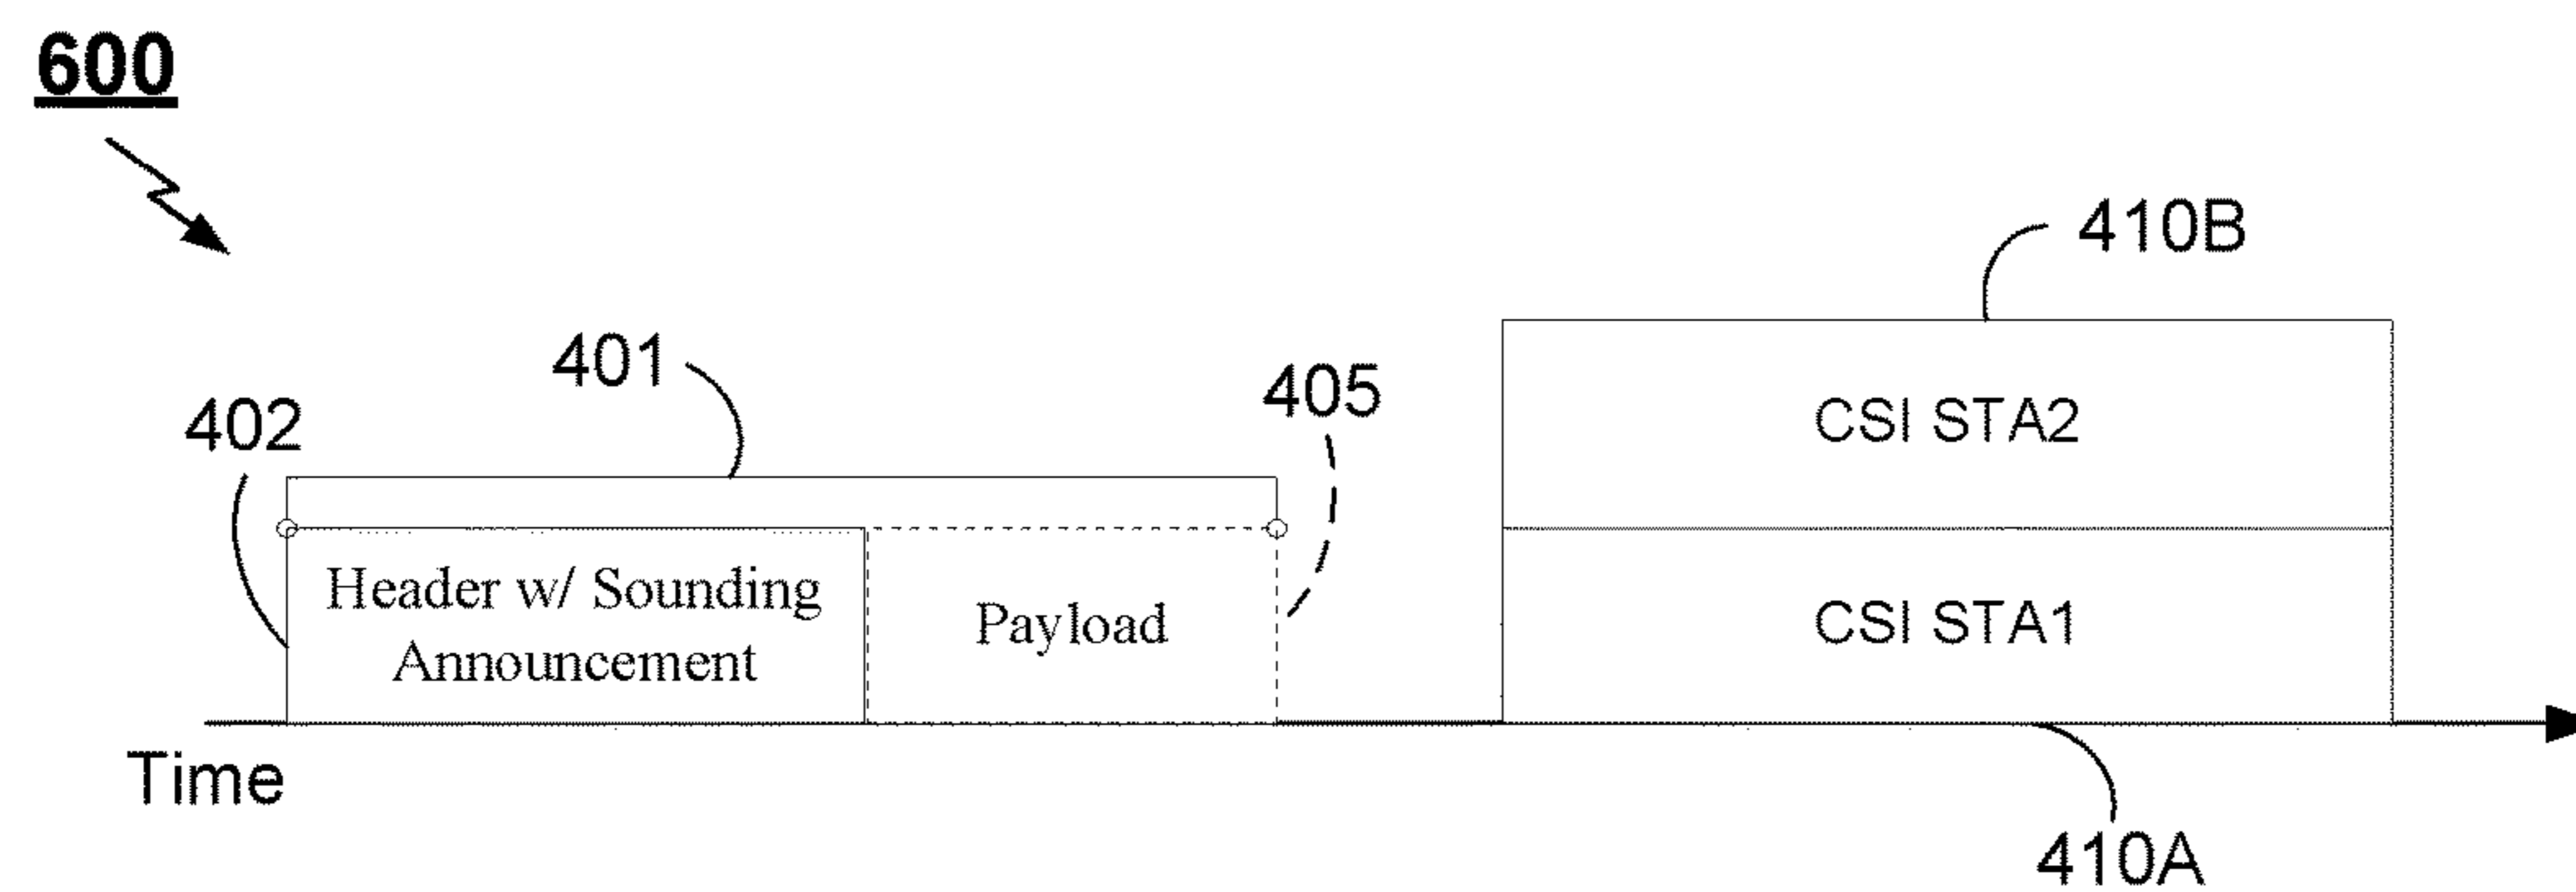 600
410B
401
405
402
CSI STA2
Header w/ Sounding
Announcement
Payload
CSI STA1
Time
410A